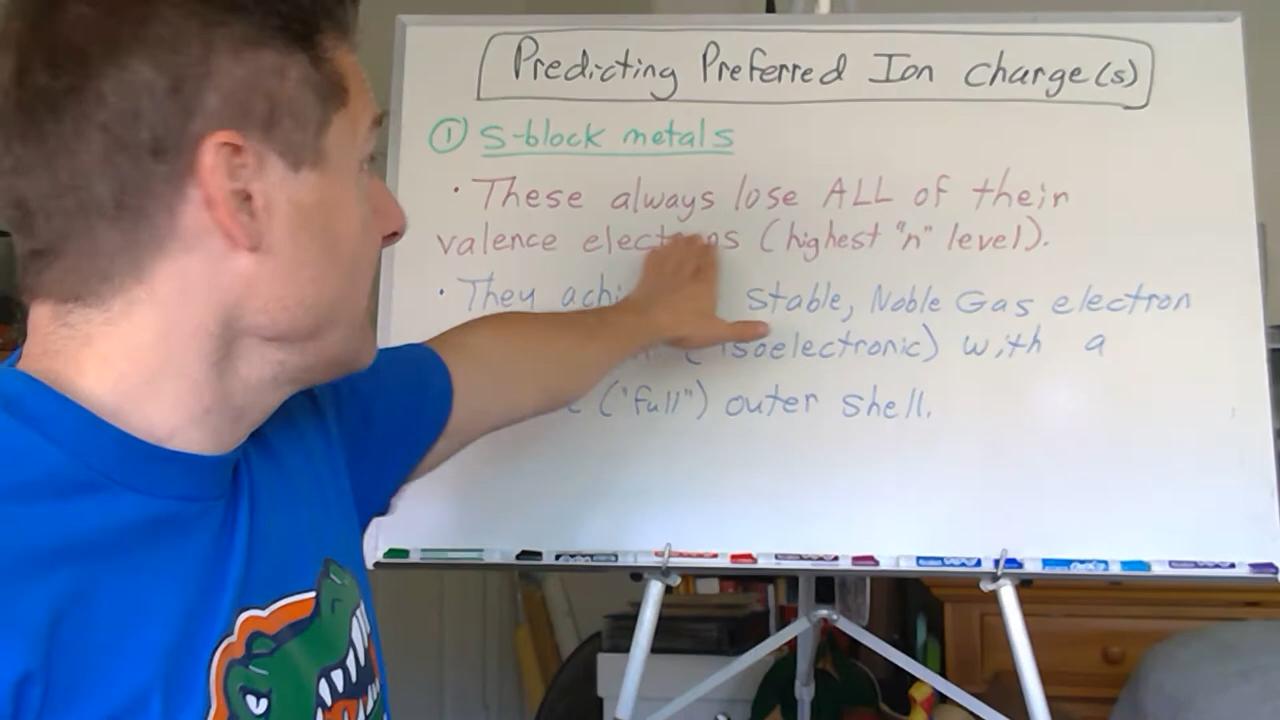 Predicting Preferred Ion Charge(s)
① s-block metals
• These always lose ALL of their
valence electrons (highest "n" level).
• They stable, Noble Gas electron
(isoelectronic) with a
("full") outer shell.